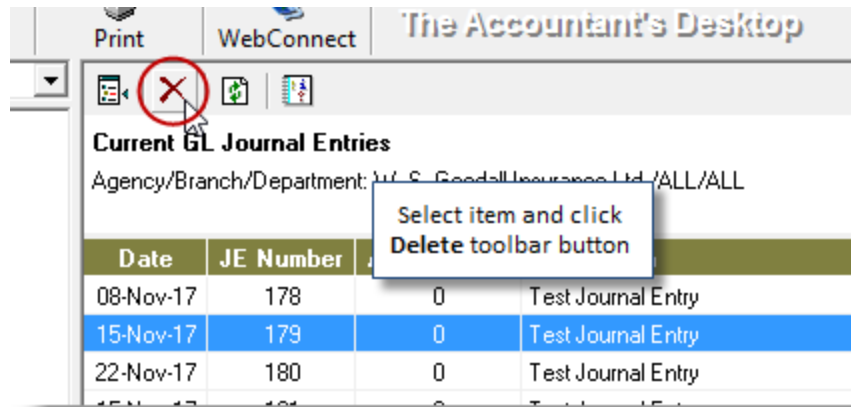 Print
WebConnect
The Accountant's Desktop
Current GL Journal Entries
Agency/Branch/Department: /ALL/ALL
Select item and click
Delete toolbar button
Date JE Number
08-Nov-17 178 0 Test Journal Entry
15-Nov-17 179 0 Test Journal Entry
22-Nov-17 180 0 Test Journal Entry